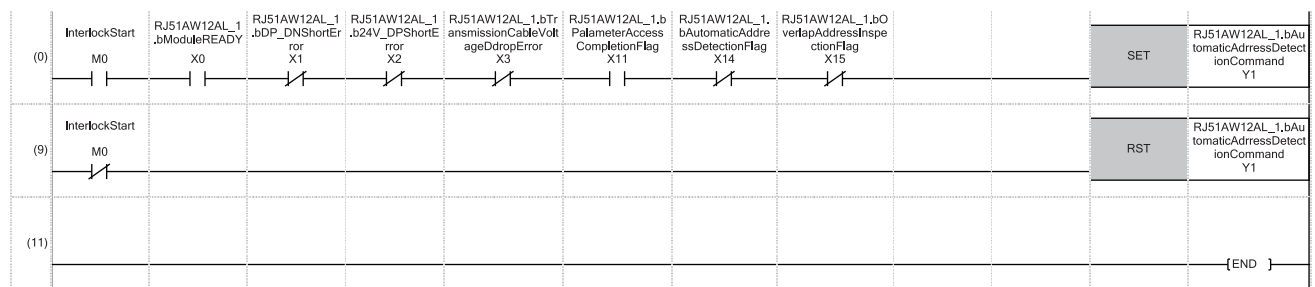 InterlockStart
RJ51AW12AL_1
.bModuleREADY
RJ51AW12AL_1
.bDP_DNShortEr
ror
RJ51AW12AL_1
.b24V_DPShortE
rror
RJ51AW12AL_1.bTr
ansmissionCableVolt
ageDdropError
RJ51AW12AL_1.b
PalameterAccess
CompletionFlag
RJ51AW12AL_1.
bAutomaticAddre
ssDetectionFlag
RJ51AW12AL_1.bO
verlapAddressInspe
ctionFlag
(0)
M0
X0
X1
X2
X3
X11
X14
X15
SET
RJ51AW12AL_1.bAu
tomaticAdrressDetect
ionCommand
Y1
InterlockStart
(9)
M0
RST
RJ51AW12AL_1.bAu
tomaticAdrressDetect
ionCommand
Y1
(11)
END